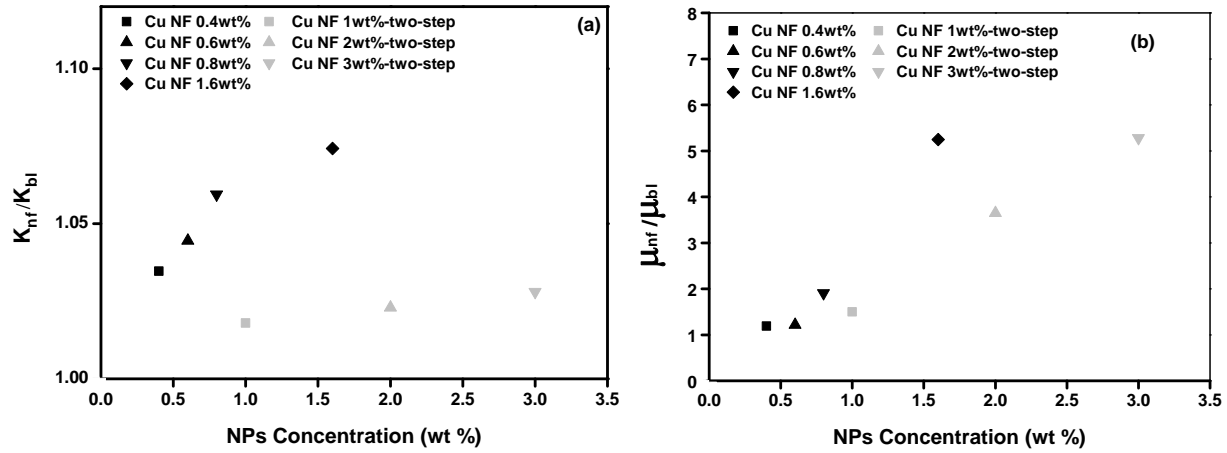 (a)
Cu NF 0.4wt% Cu NF 1wt%-two-step
Cu NF 0.6wt% Cu NF 2wt%-two-step
Cu NF 0.8wt% Cu NF 3wt%-two-step
Cu NF 1.6wt%
1.10
1.05
1.00
Knf/Kbl
0.0 0.5 1.0 1.5 2.0 2.5 3.0 3.5
NPs Concentration (wt %)
(b)
Cu NF 0.4wt% Cu NF 1wt%-two-step
Cu NF 0.6wt% Cu NF 2wt%-two-step
Cu NF 0.8wt% Cu NF 3wt%-two-step
Cu NF 1.6wt%
8
7
6
5
4
3
2
1
0
μnf/μbl
0.0 0.5 1.0 1.5 2.0 2.5 3.0 3.5
NPs Concentration (wt %)